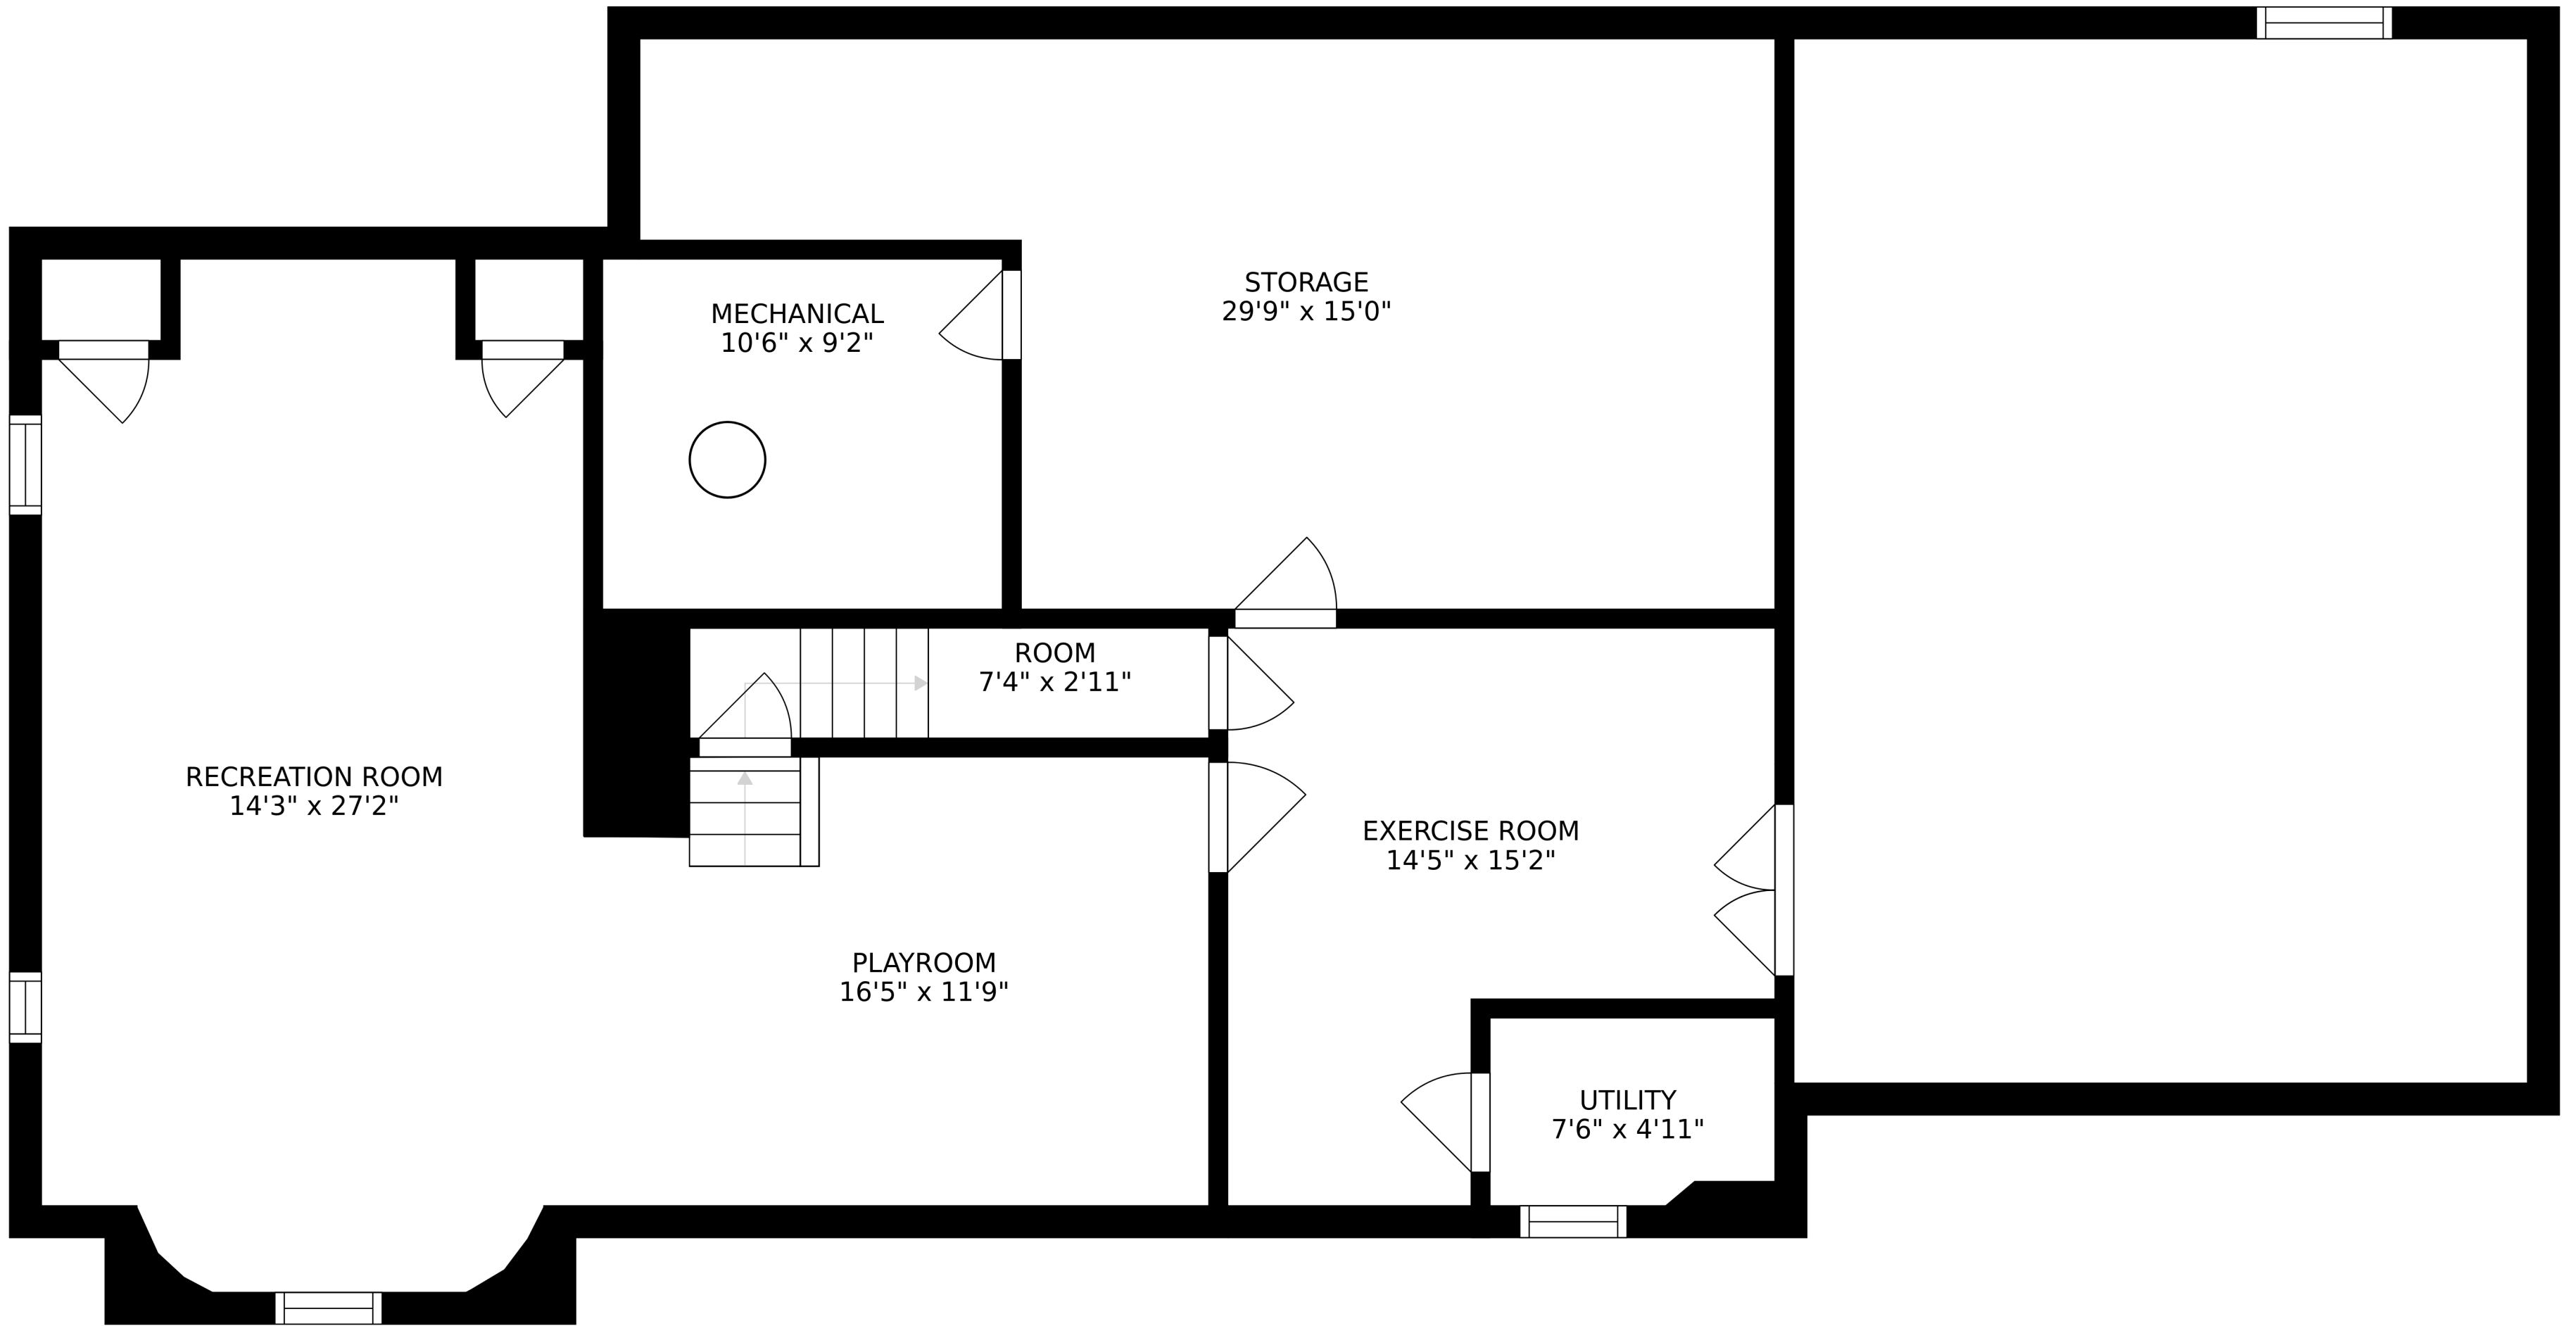 STORAGE
29'9" x 15'0"
MECHANICAL
10'6" x 9'2"
ROOM
7'4" x 2'11"
RECREATION ROOM
14'3" x 27'2"
EXERCISE ROOM
14'5" x 15'2"
PLAYROOM
16'5" x 11'9"
UTILITY
7'6" x 4'11"